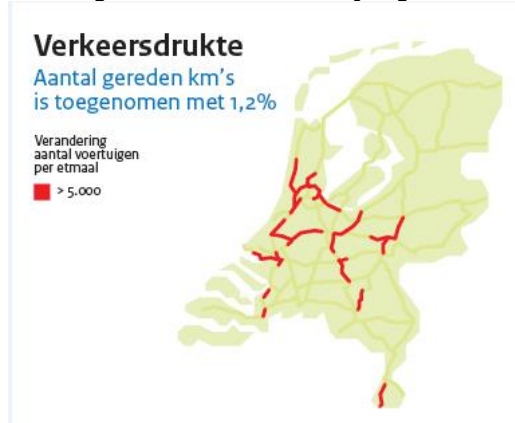 Verkeersdrukte
Aantal gereden km's
is toegenomen met 1,2%
Verandering
aantal voertuigen
per etmaal
> 5.000